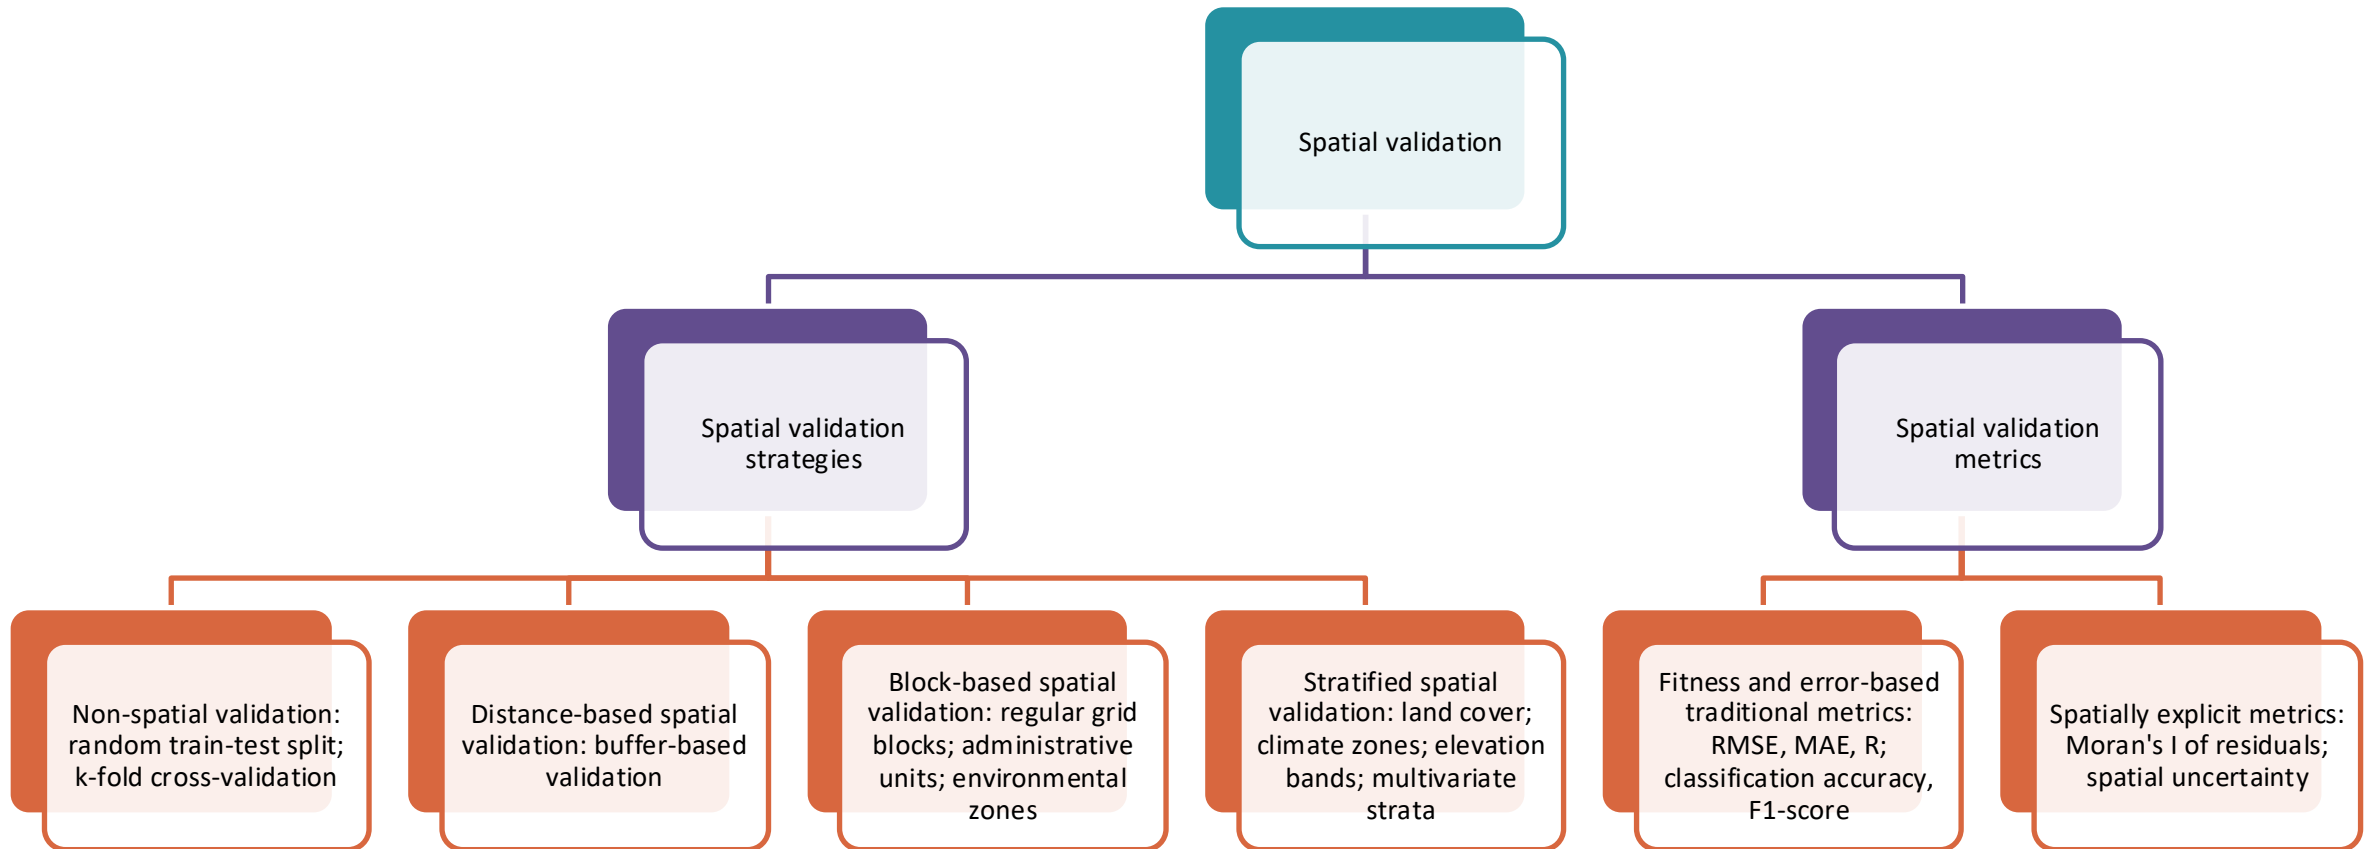 Spatial validation
Spatial validation
strategies
Spatial validation
metrics
Non-spatial validation:
random train-test split;
k-fold cross-validation
Distance-based spatial
validation: buffer-based
validation
Block-based spatial
validation: regular grid
blocks; administrative
units; environmental
zones
Stratified spatial
validation: land cover;
climate zones; elevation
bands; multivariate
strata
Fitness and error-based
traditional metrics:
RMSE, MAE, R;
classification accuracy,
F1-score
Spatially explicit metrics:
Moran's I of residuals;
spatial uncertainty